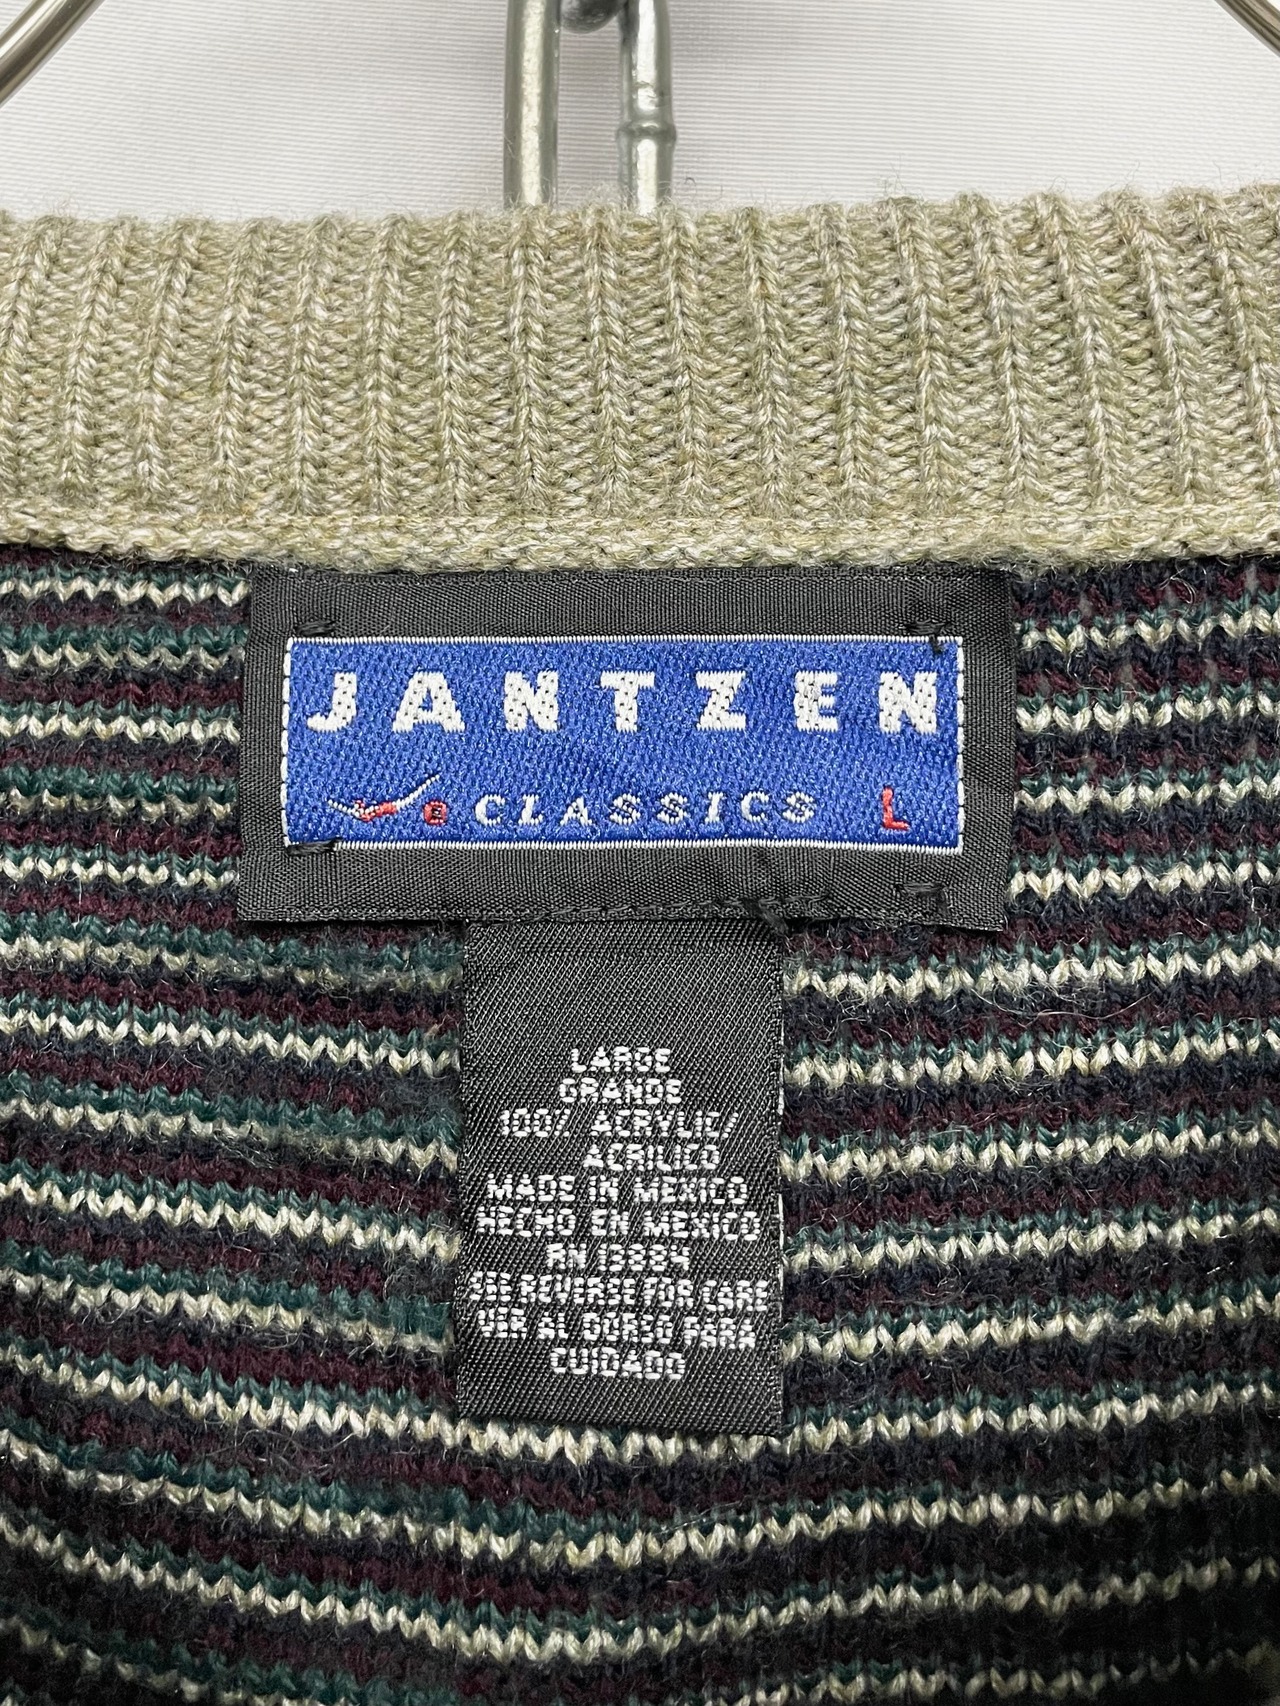 JANTZEN
® CLASSICS L
LARGE
GRANDE
100% ACRYLIC/
ACRILICO
MADE IN MEXICO
HECHO EN MEXICO
RN 13884
SEE REVERSE FOR CARE
VER AL DORSO PARA
CUIDADO